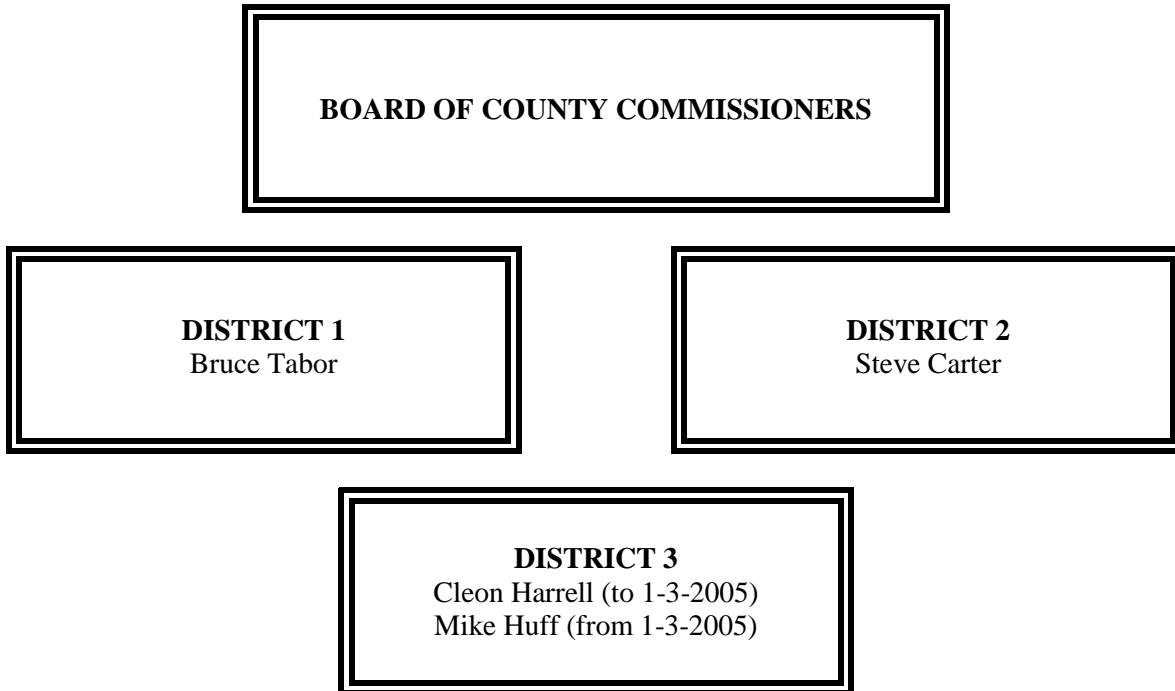 BOARD OF COUNTY COMMISSIONERS
DISTRICT 1
Bruce Tabor
DISTRICT 2
Steve Carter
DISTRICT 3
Cleon Harrell (to 1-3-2005)
Mike Huff (from 1-3-2005)